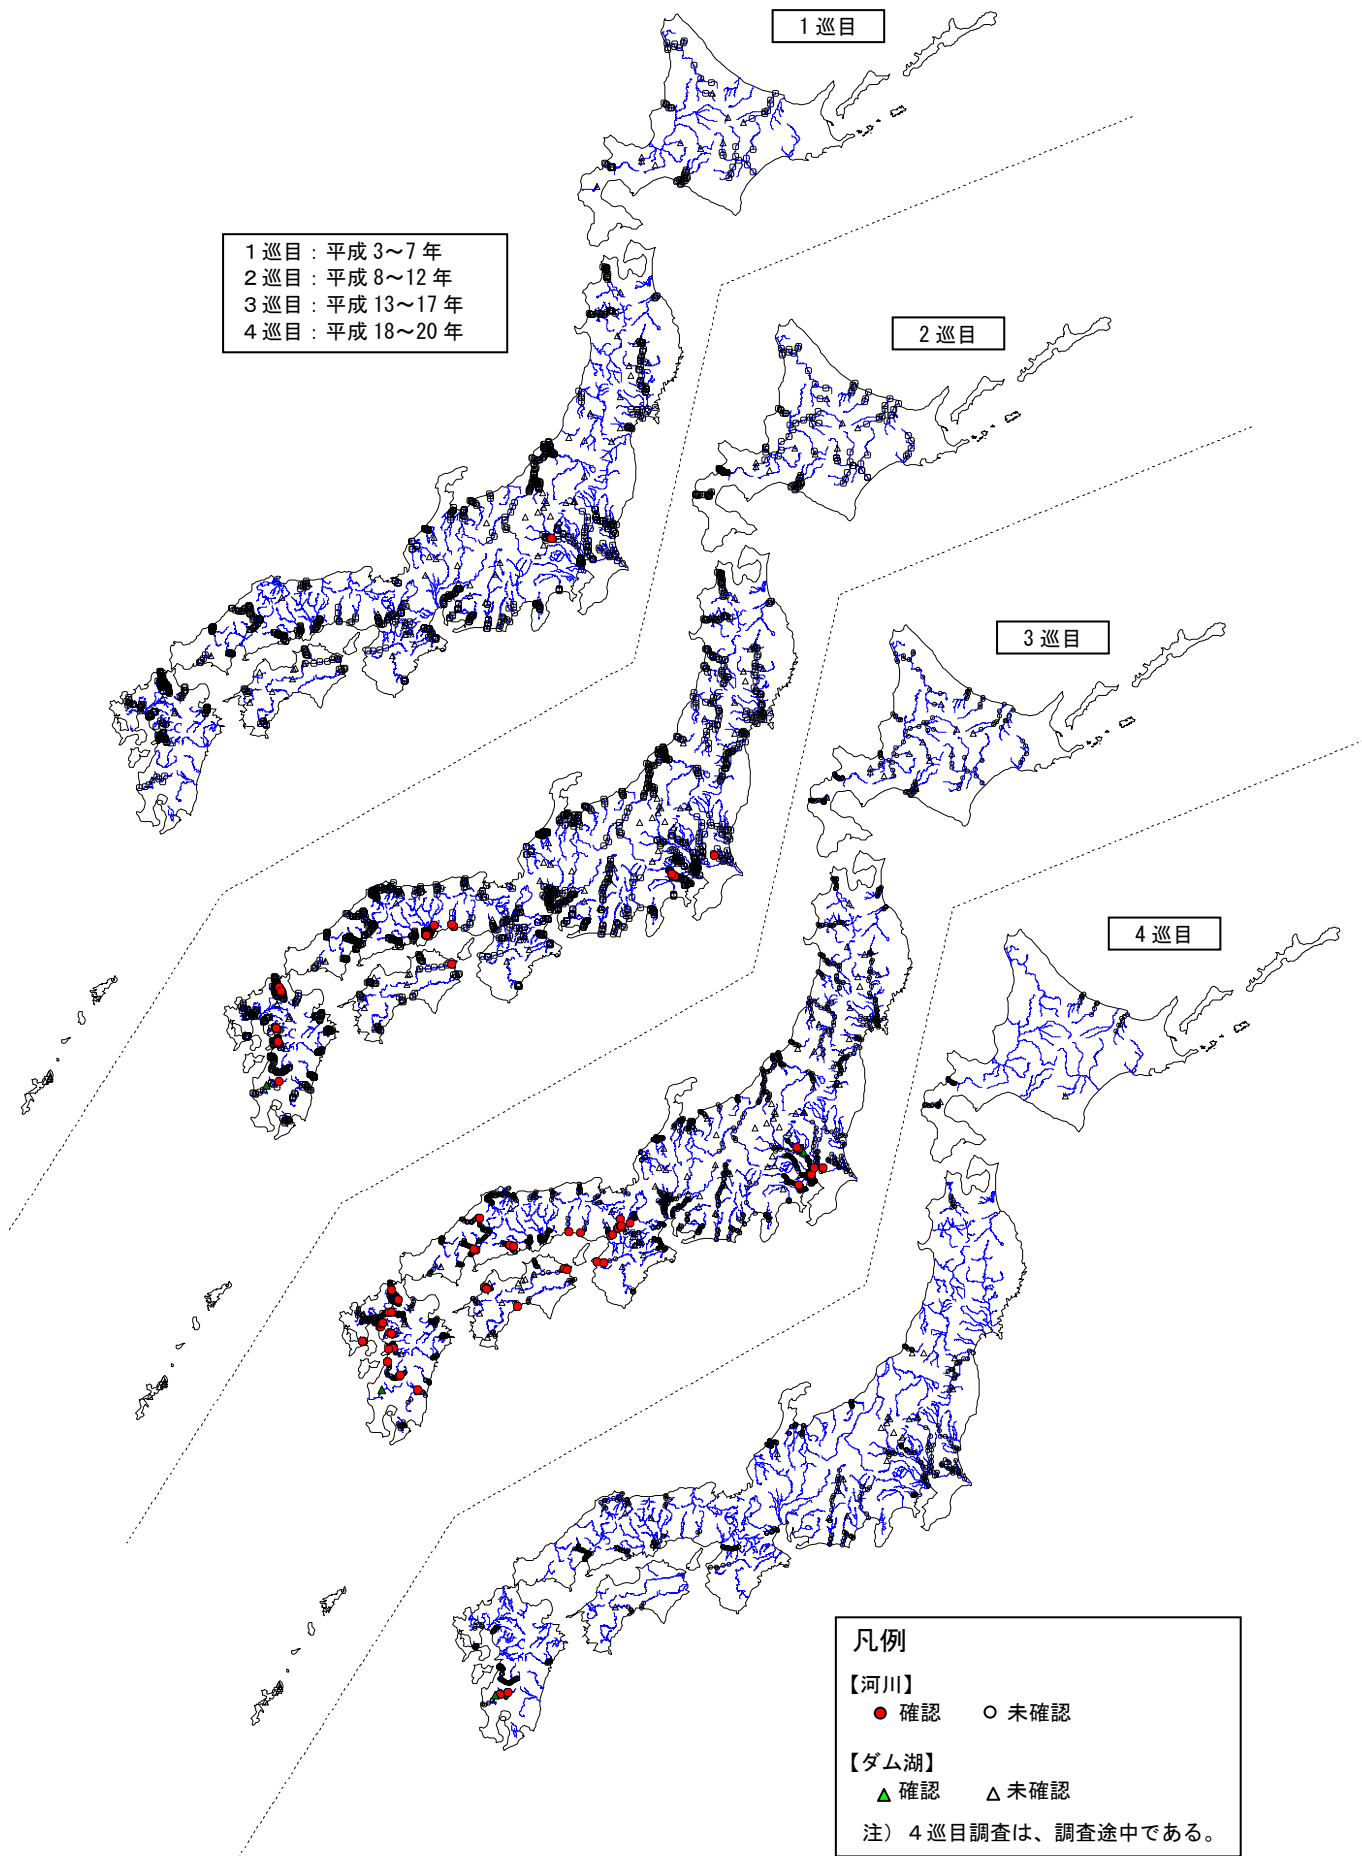 1巡目
1巡目：平成 3～7 年
2巡目：平成 8～12 年
3巡目：平成 13～17 年
4巡目：平成 18～20 年
2巡目
3巡目
4巡目
凡例
【河川】
確認 未確認
【ダム湖】
確認 未確認
注）４巡目調査は、調査途中である。